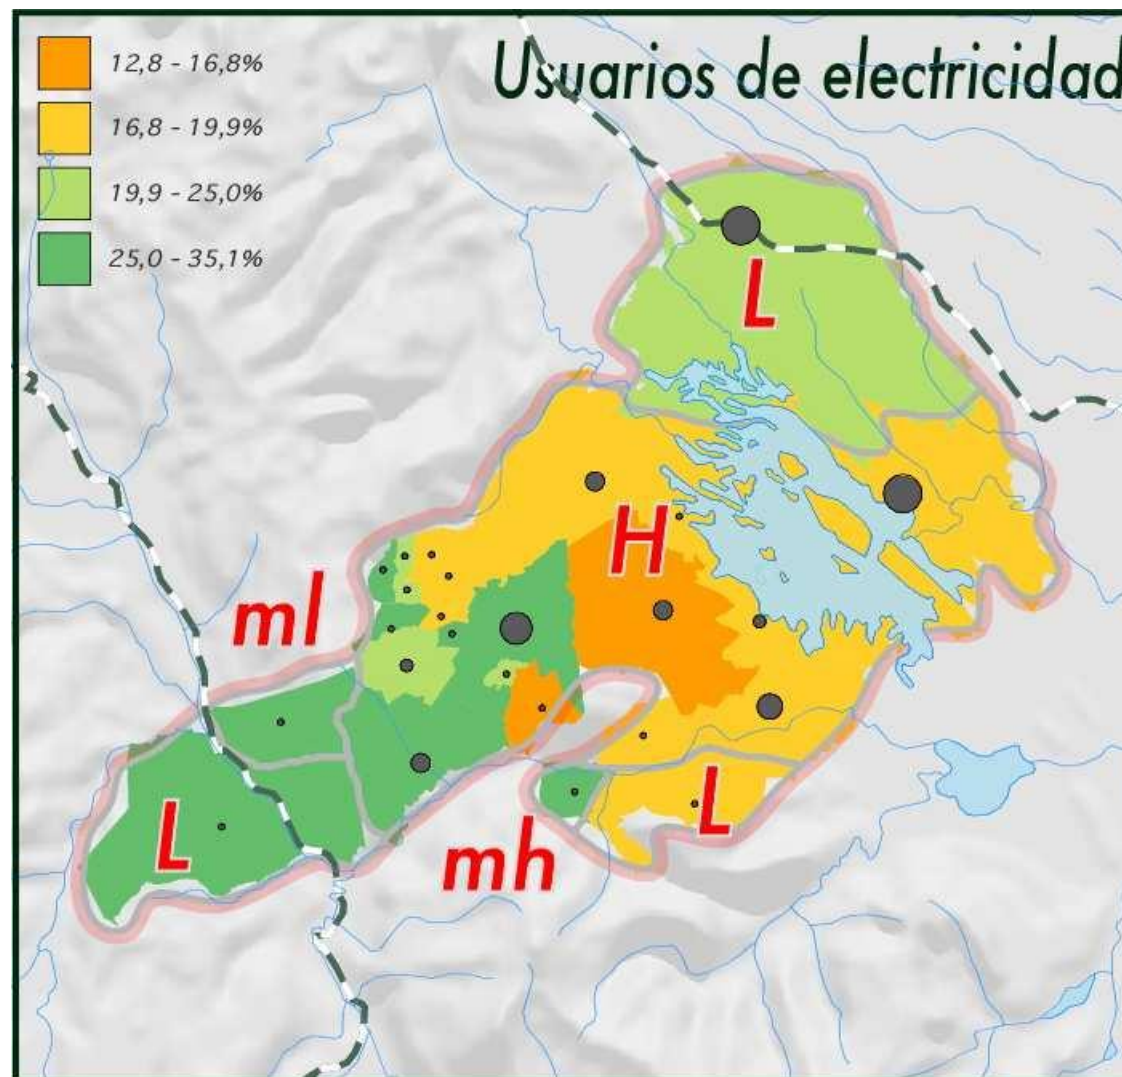 Usuarios de electricidad
12,8 - 16,8%
16,8 - 19,9%
19,9 - 25,0%
25,0 - 35,1%
L
H
ml
L
L
mh